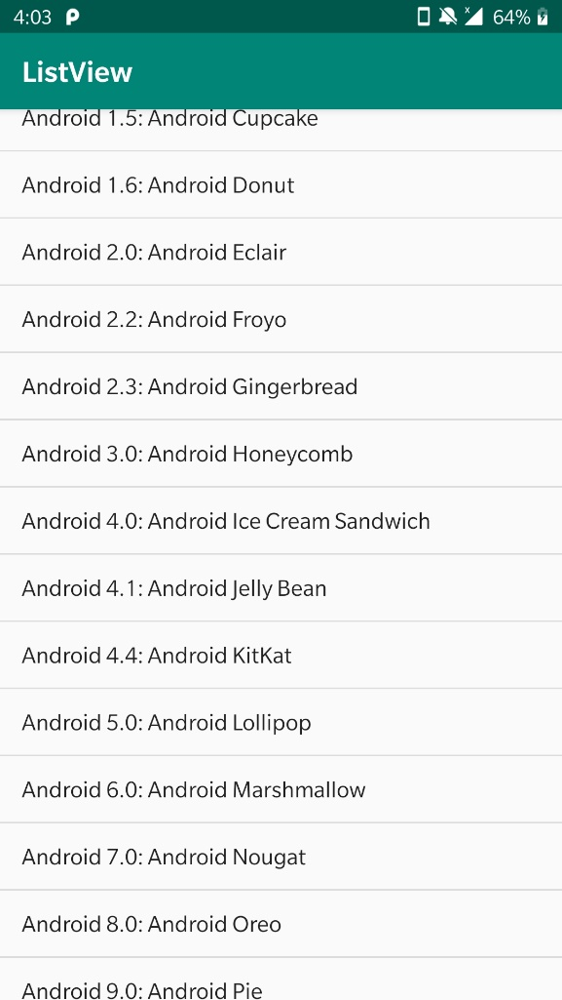 4:03 64%
ListView
Android 1.5: Android Cupcake
Android 1.6: Android Donut
Android 2.0: Android Eclair
Android 2.2: Android Froyo
Android 2.3: Android Gingerbread
Android 3.0: Android Honeycomb
Android 4.0: Android Ice Cream Sandwich
Android 4.1: Android Jelly Bean
Android 4.4: Android KitKat
Android 5.0: Android Lollipop
Android 6.0: Android Marshmallow
Android 7.0: Android Nougat
Android 8.0: Android Oreo
Android 9.0: Android Pie